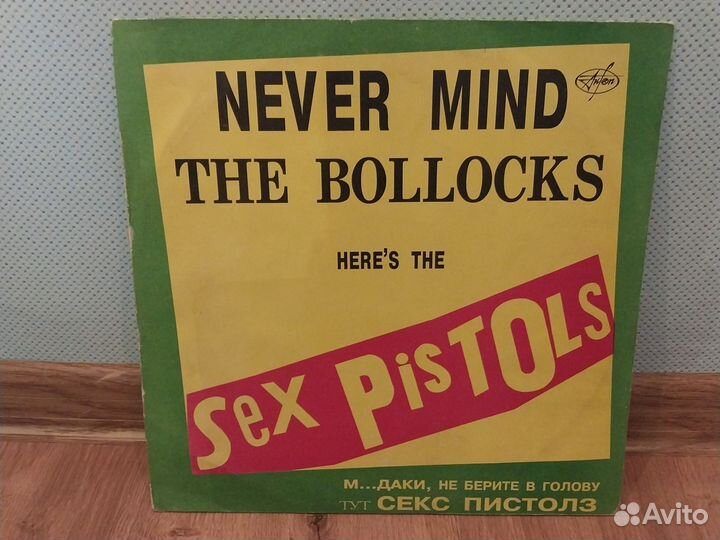 NEVER MIND
THE BOLLOCKS
HERE'S THE
Sex PiSTOLS
М...ДАКИ, НЕ БЕРИТЕ В ГОЛОВУ
ТУТ СЕКС ПИСТОЛЗ
Avito